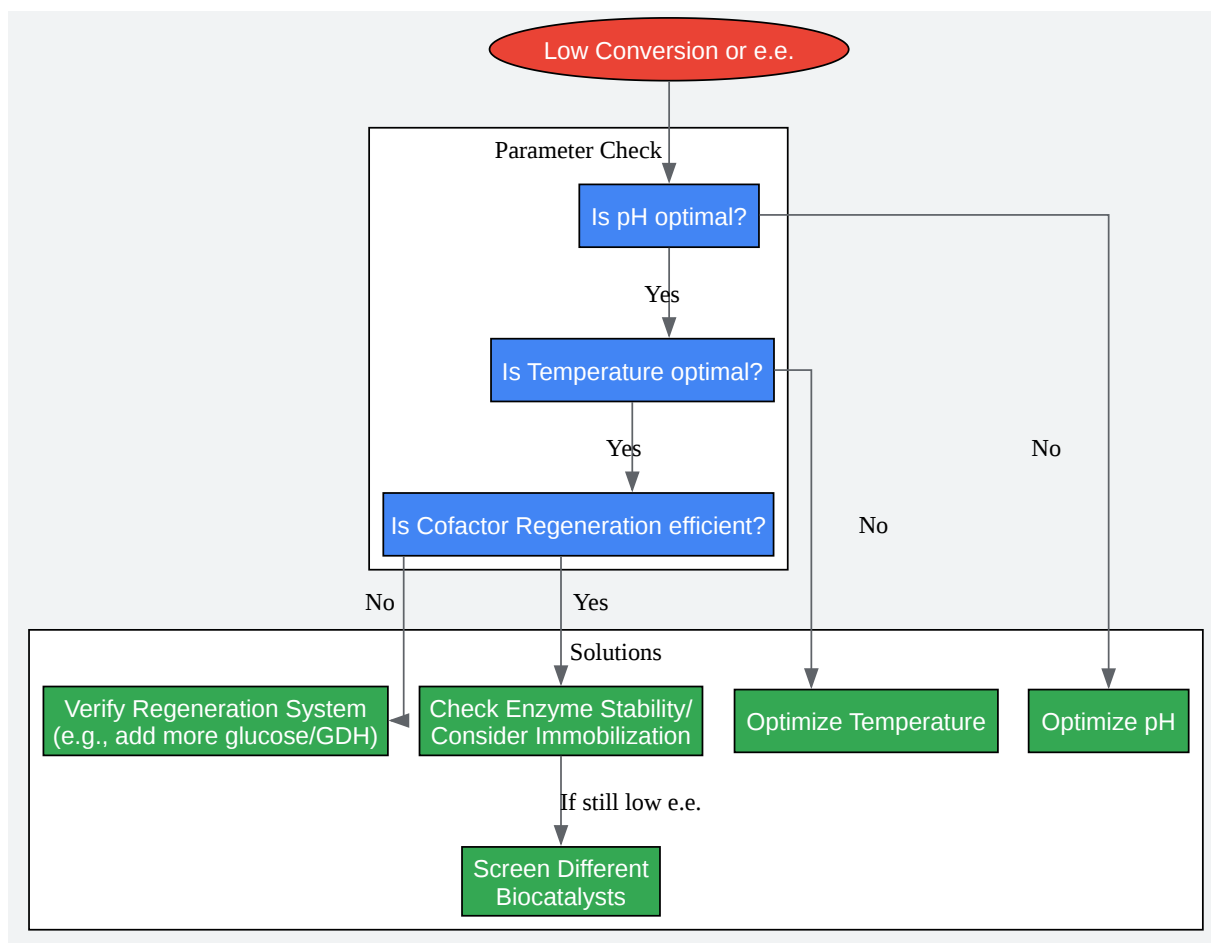 Low Conversion or e.e.
Parameter Check
Is pH optimal?
Yes
Is Temperature optimal?
Yes
No
Is Cofactor Regeneration efficient?
No
No
Yes
Solutions
Verify Regeneration System
(e.g., add more glucose/GDH)
Check Enzyme Stability/
Consider Immobilization
Optimize Temperature
Optimize pH
If still low e.e.
Screen Different
Biocatalysts